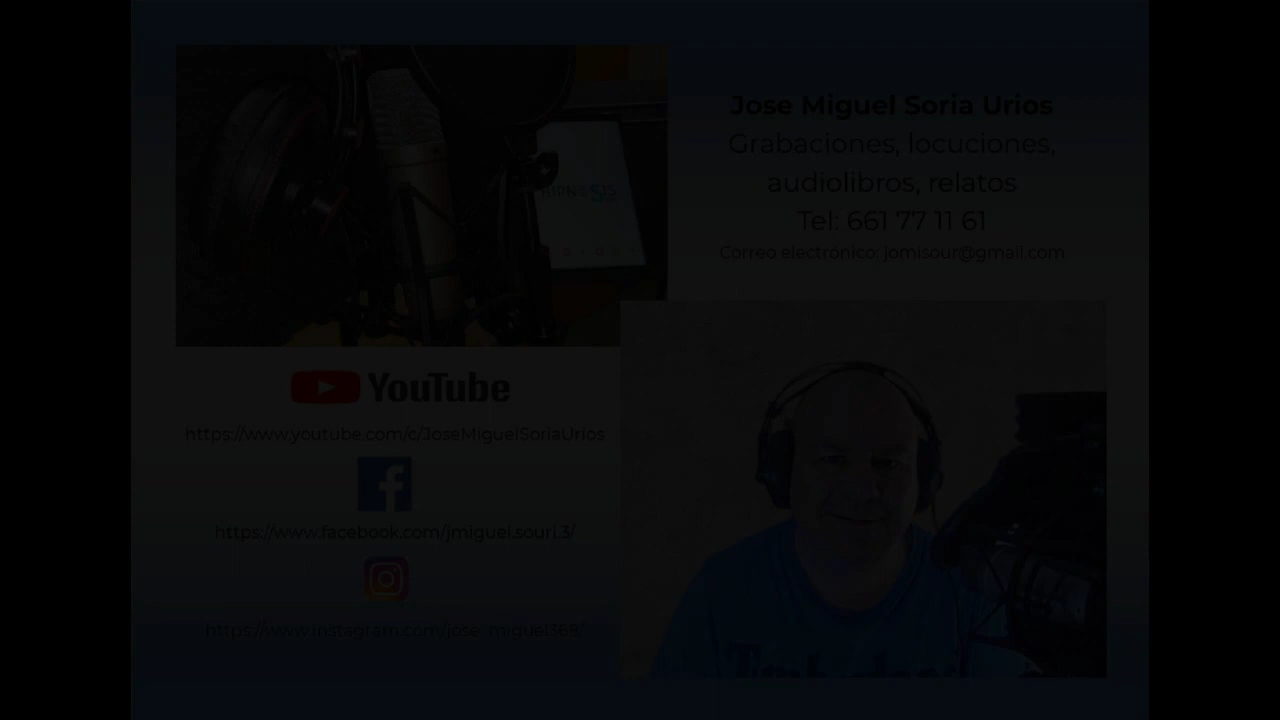 Jose Miguel Soria Urios
Grabaciones, locuciones,
audiolibros, relatos
Tel: 661 77 11 61
Correo electrónico: jomisour@gmail.com
YouTube
https://www.youtube.com/c/JoseMiguelSoriaUrios
https://www.facebook.com/jmiguel.souri.3/